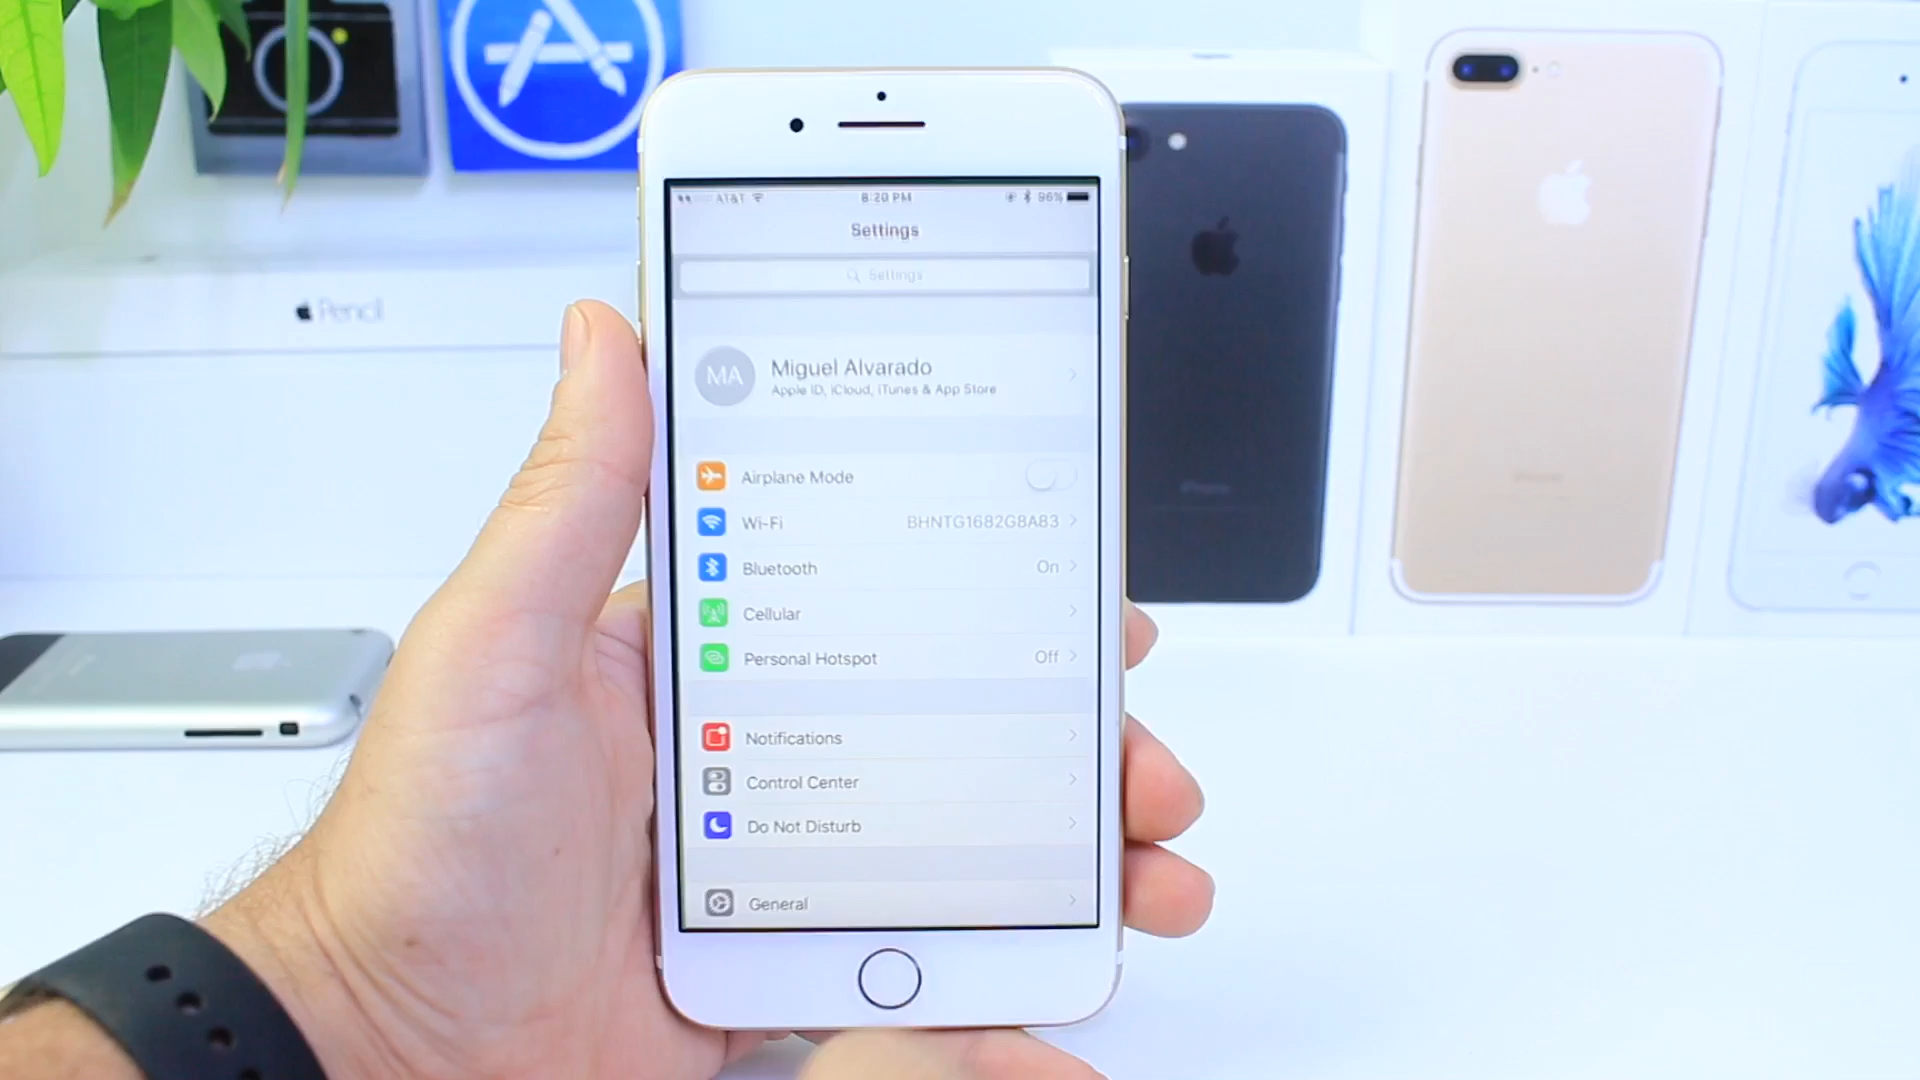 AT&T 8:20 PM 96%
Settings
Settings
Pencil
MA
Miguel Alvarado
Apple ID, iCloud, iTunes & App Store
Airplane Mode
Wi-Fi BHNTG1682G8A83
Bluetooth On
Cellular
Personal Hotspot Off
Notifications
Control Center
Do Not Disturb
General